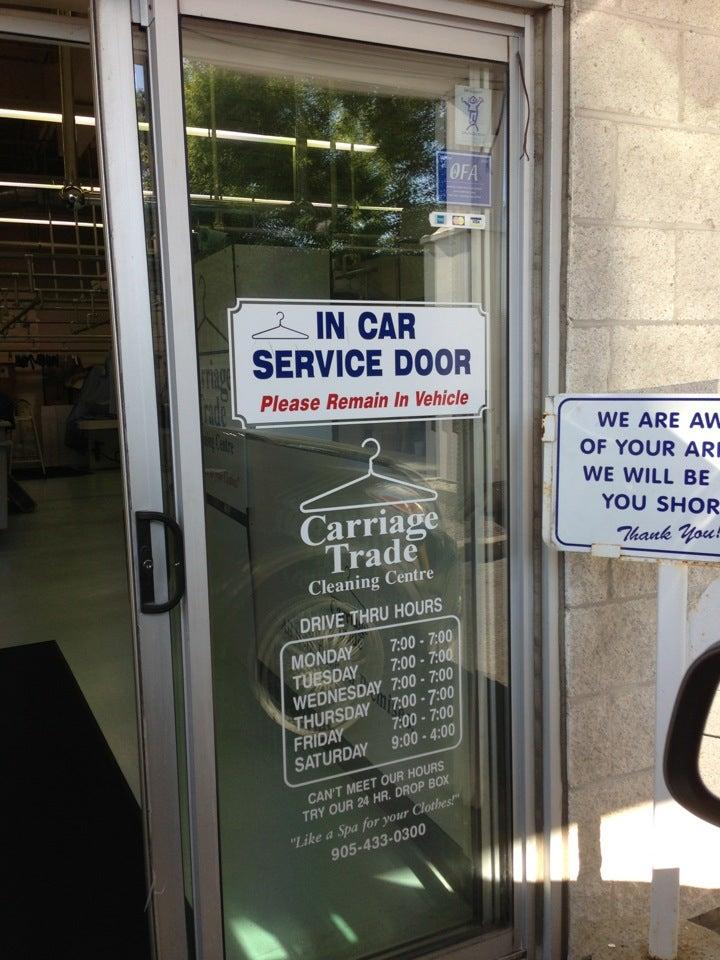 OFA
IN CAR
SERVICE DOOR
Please Remain In Vehicle
Carriage
Trade
Cleaning Centre
DRIVE THRU HOURS
MONDAY 7:00 - 7:00
TUESDAY 7:00 - 7:00
WEDNESDAY 7:00 - 7:00
THURSDAY 7:00 - 7:00
FRIDAY 7:00 - 7:00
SATURDAY 9:00 - 4:00
CAN'T MEET OUR HOURS
TRY OUR 24 HR. DROP BOX
"Like a Spa for your Clothes!"
905-433-0300
WE ARE AW
OF YOUR ARR
WE WILL BE
YOU SHOR
Thank You!